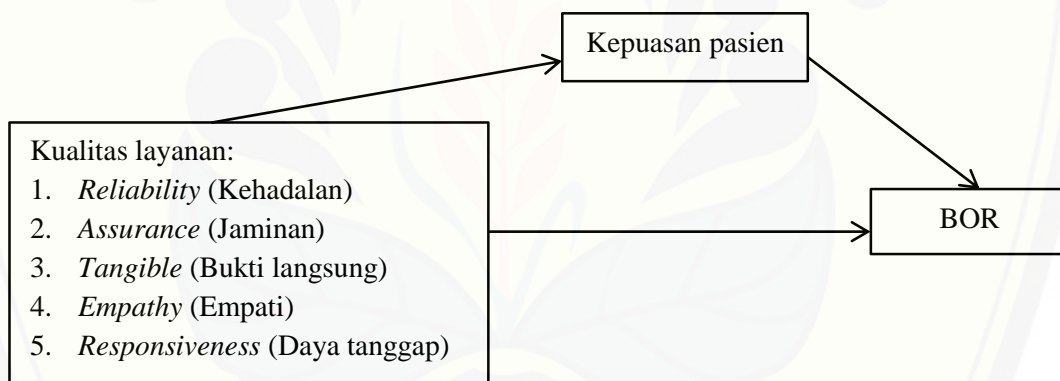 Kepuasan pasien
Kualitas layanan:
1. Reliability (Kehadalan)
2. Assurance (Jaminan)
3. Tangible (Bukti langsung)
4. Empathy (Empati)
5. Responsiveness (Daya tanggap)
BOR